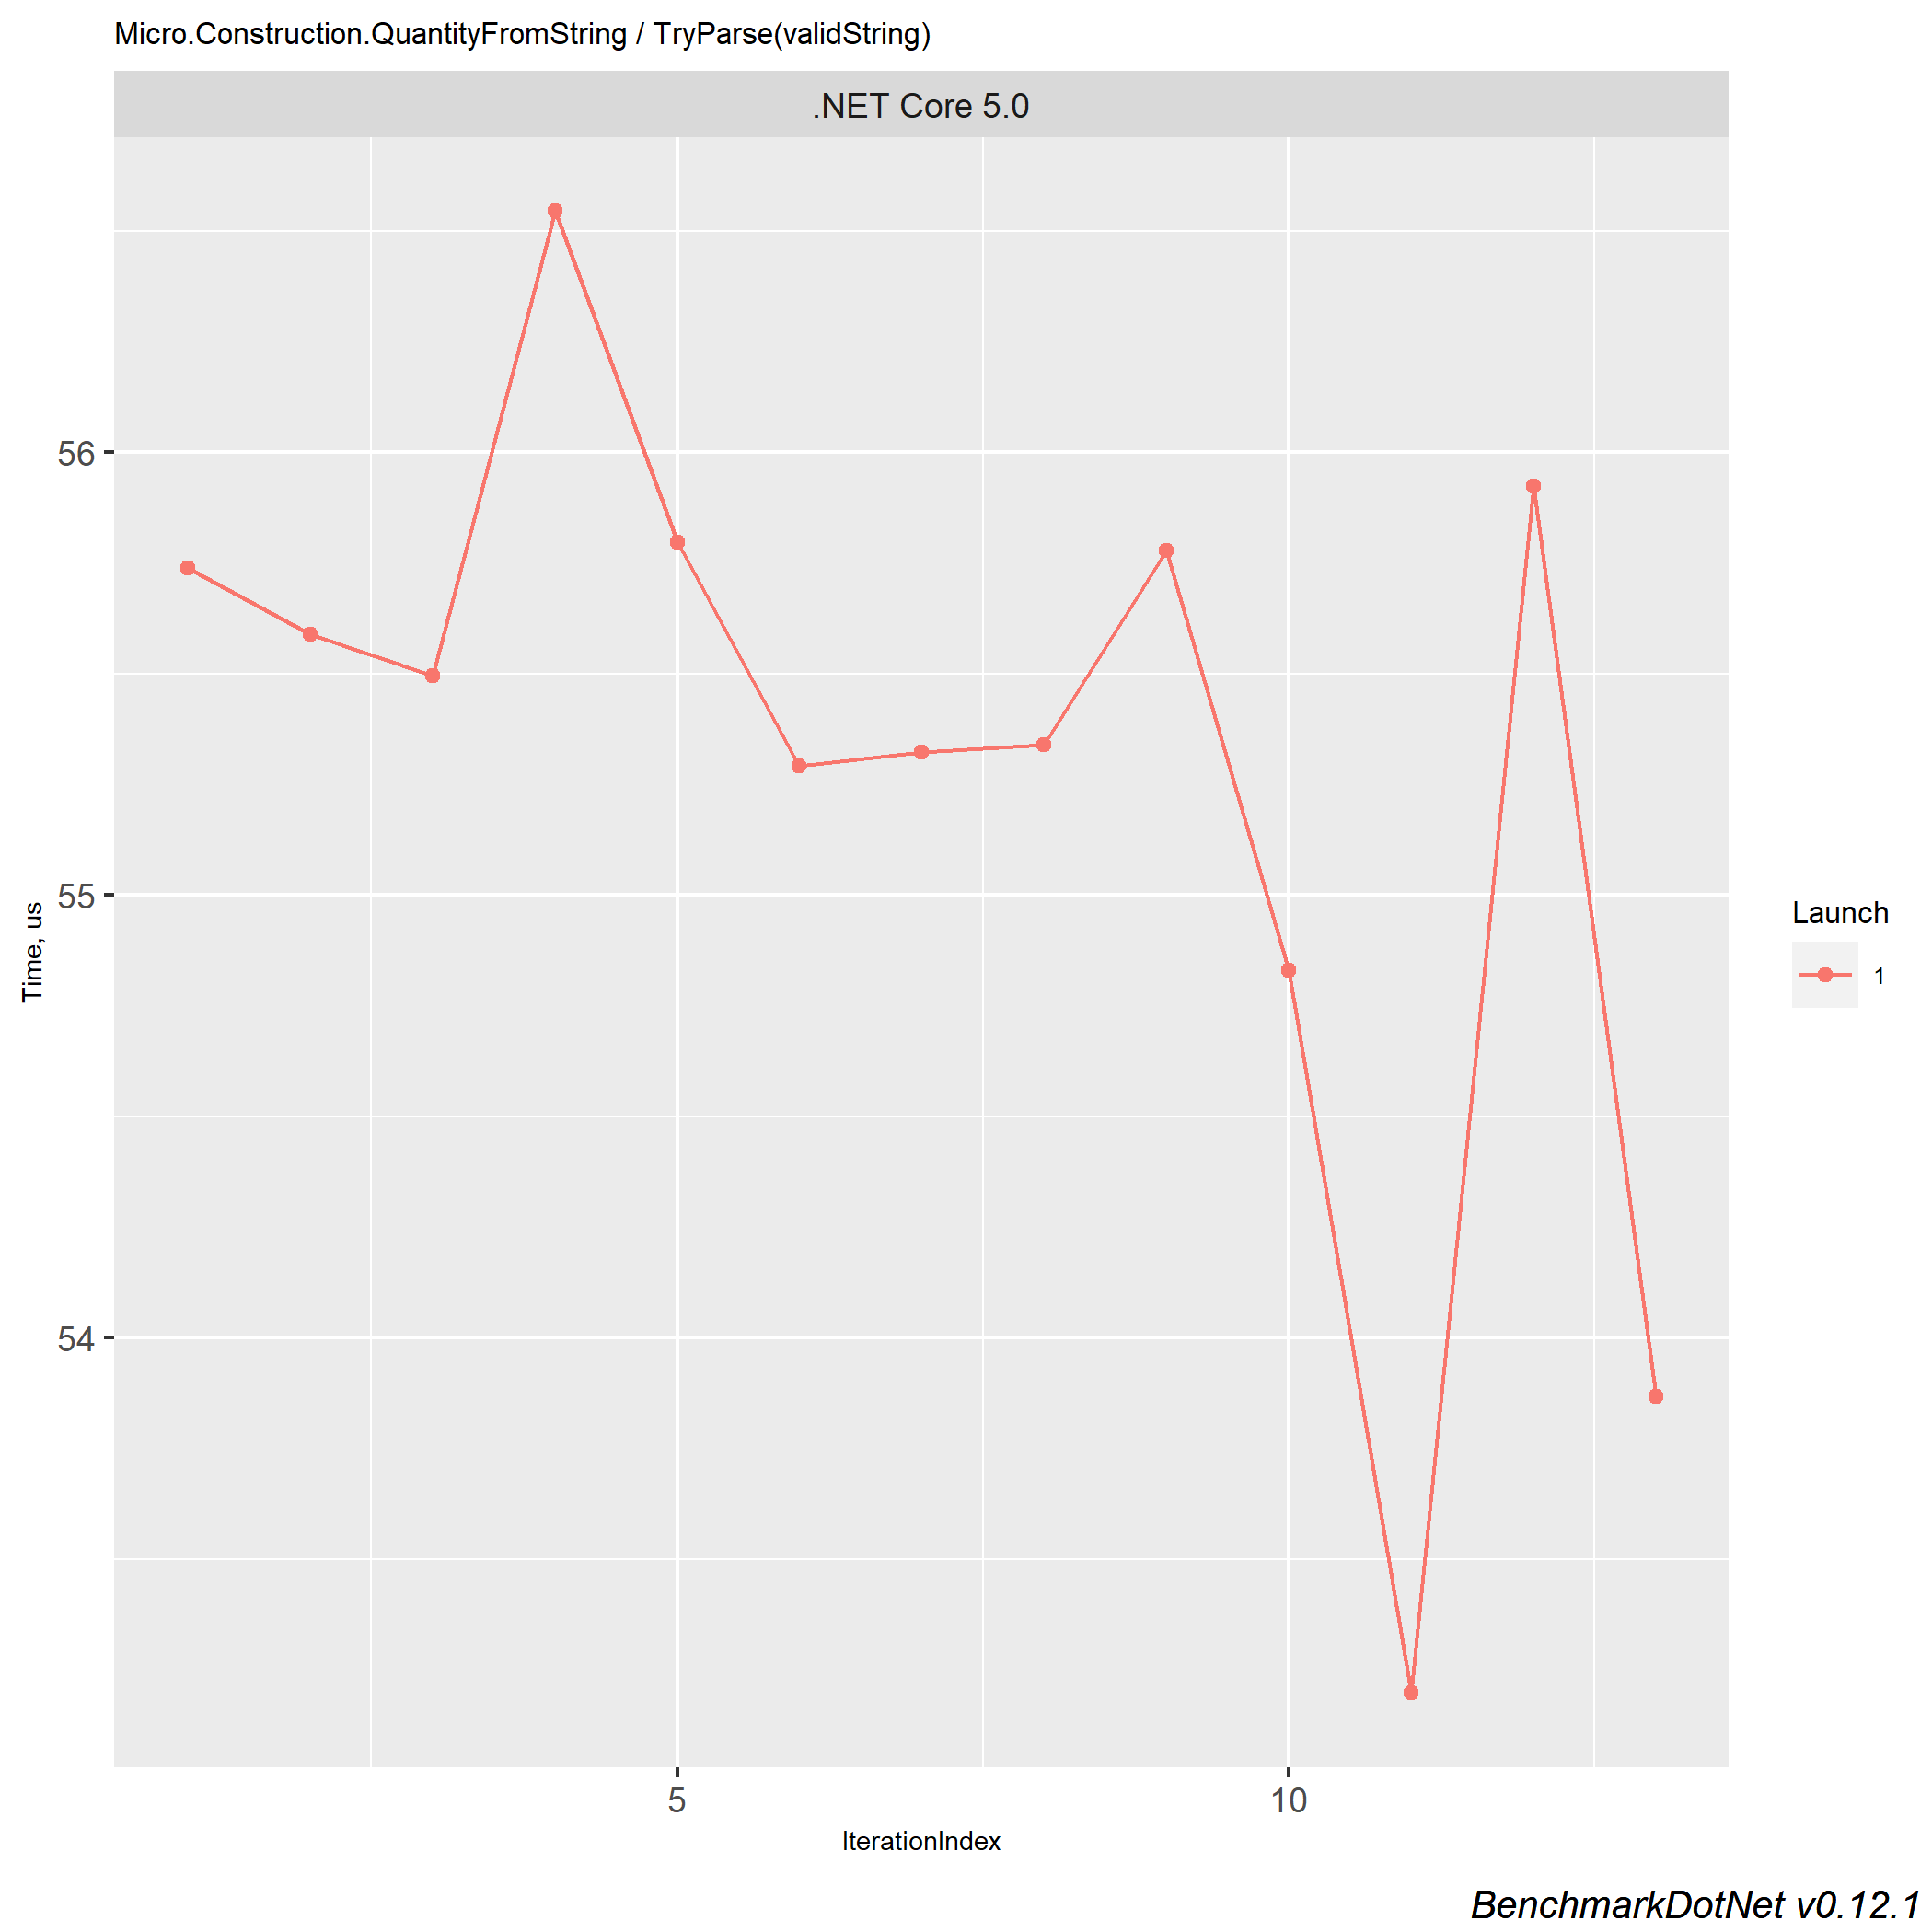 Micro.Construction.QuantityFromString / TryParse(validString)
.NET Core 5.0
56
55
54
Time, us
5
10
IterationIndex
Launch
1
BenchmarkDotNet v0.12.1